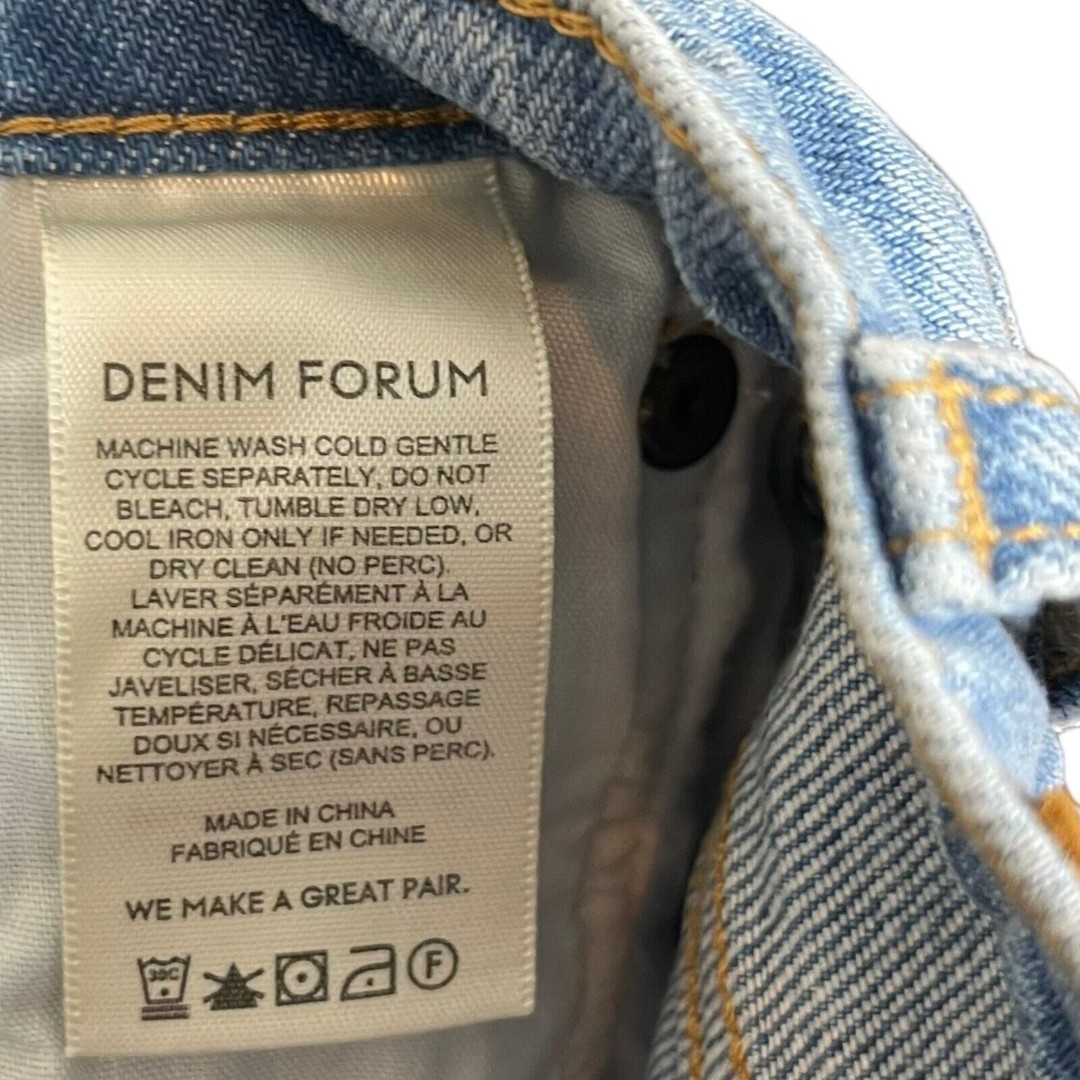 DENIM FORUM
MACHINE WASH COLD GENTLE
CYCLE SEPARATELY, DO NOT
BLEACH, TUMBLE DRY LOW,
COOL IRON ONLY IF NEEDED, OR
DRY CLEAN (NO PERC).
LAVER SÉPARÉMENT À LA
MACHINE À L'EAU FROIDE AU
CYCLE DÉLICAT, NE PAS
JAVELISER, SÉCHER À BASSE
TEMPÉRATURE, REPASSAGE
DOUX SI NÉCESSAIRE, OU
NETTOYER À SEC (SANS PERC).
MADE IN CHINA
FABRIQUÉ EN CHINE
WE MAKE A GREAT PAIR.
30C F